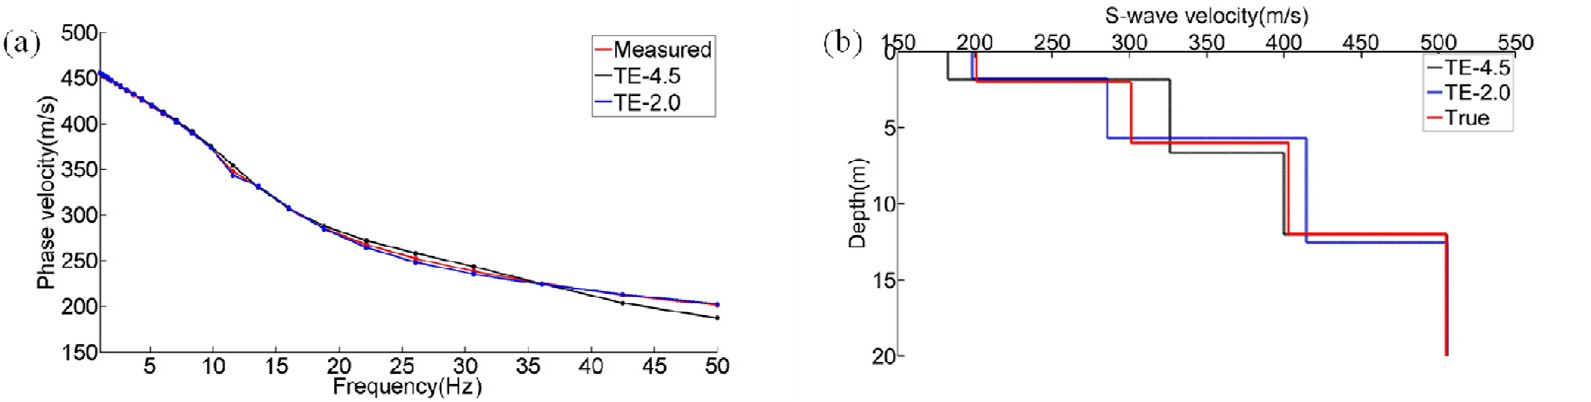 (a)
500
450
400
350
300
250
200
150
Phase velocity(m/s)
Measured
TE-4.5
TE-2.0
5 10 15 20 25 30 35 40 45 50
Frequency(Hz)
(b)
S-wave velocity(m/s)
150 200 250 300 350 400 450 500 550
0
5
10
15
20
Depth(m)
TE-4.5
TE-2.0
True